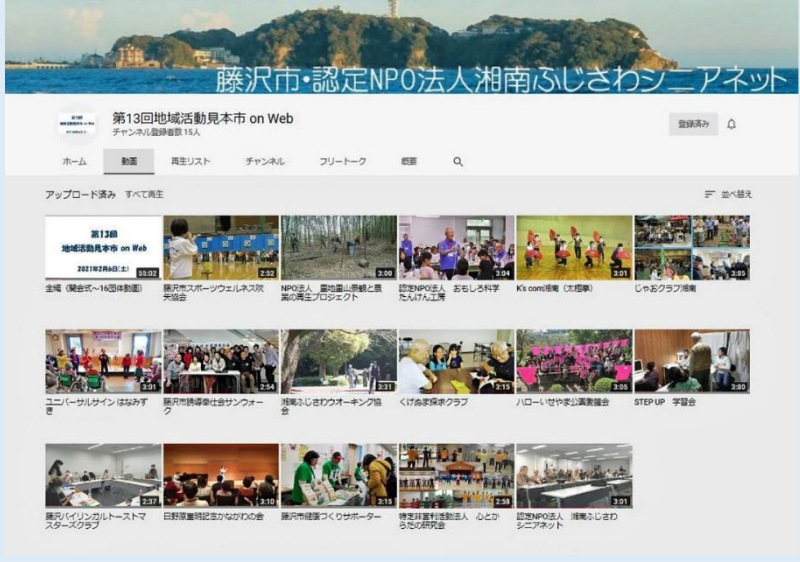 藤沢市・認定NPO法人湘南ふじさわシニアネット
第13回
地域活動見本市 on Web
第13回地域活動見本市 on Web
チャンネル登録者数 15人
登録済み
ホーム 動画 再生リスト チャンネル フリートーク 概要
アップロード済み すべて再生
並べ替え
第13回
地域活動見本市 on Web
2021年2月6日(土)
55:02
2:52
3:00
3:04
3:01
3:05
全編（開会式～16団体動画）
藤沢市スポーツウェルネス吹
矢協会
NPO法人 里地里山景観と農
業の再生プロジェクト
認定NPO法人 おもしろ科学
たんけん工房
K's com湘南（太極拳）
じゃおクラブ湘南
3:01
2:54
3:31
3:15
3:05
3:00
ユニバーサルサイン はなみず
き
藤沢市誘導奉仕会サンウォー
ク
湘南ふじさわウオーキング協
会
くげぬま探求クラブ
ハローいせやま公園愛護会
STEP UP 学習会
2:37
3:10
3:15
2:58
3:01
藤沢バイリンガルトーストマ
スターズクラブ
日野原重明記念かながわの会
藤沢市健康づくりサポーター
特定非営利活動法人 心とか
らだの研究会
認定NPO法人 湘南ふじさわ
シニアネット